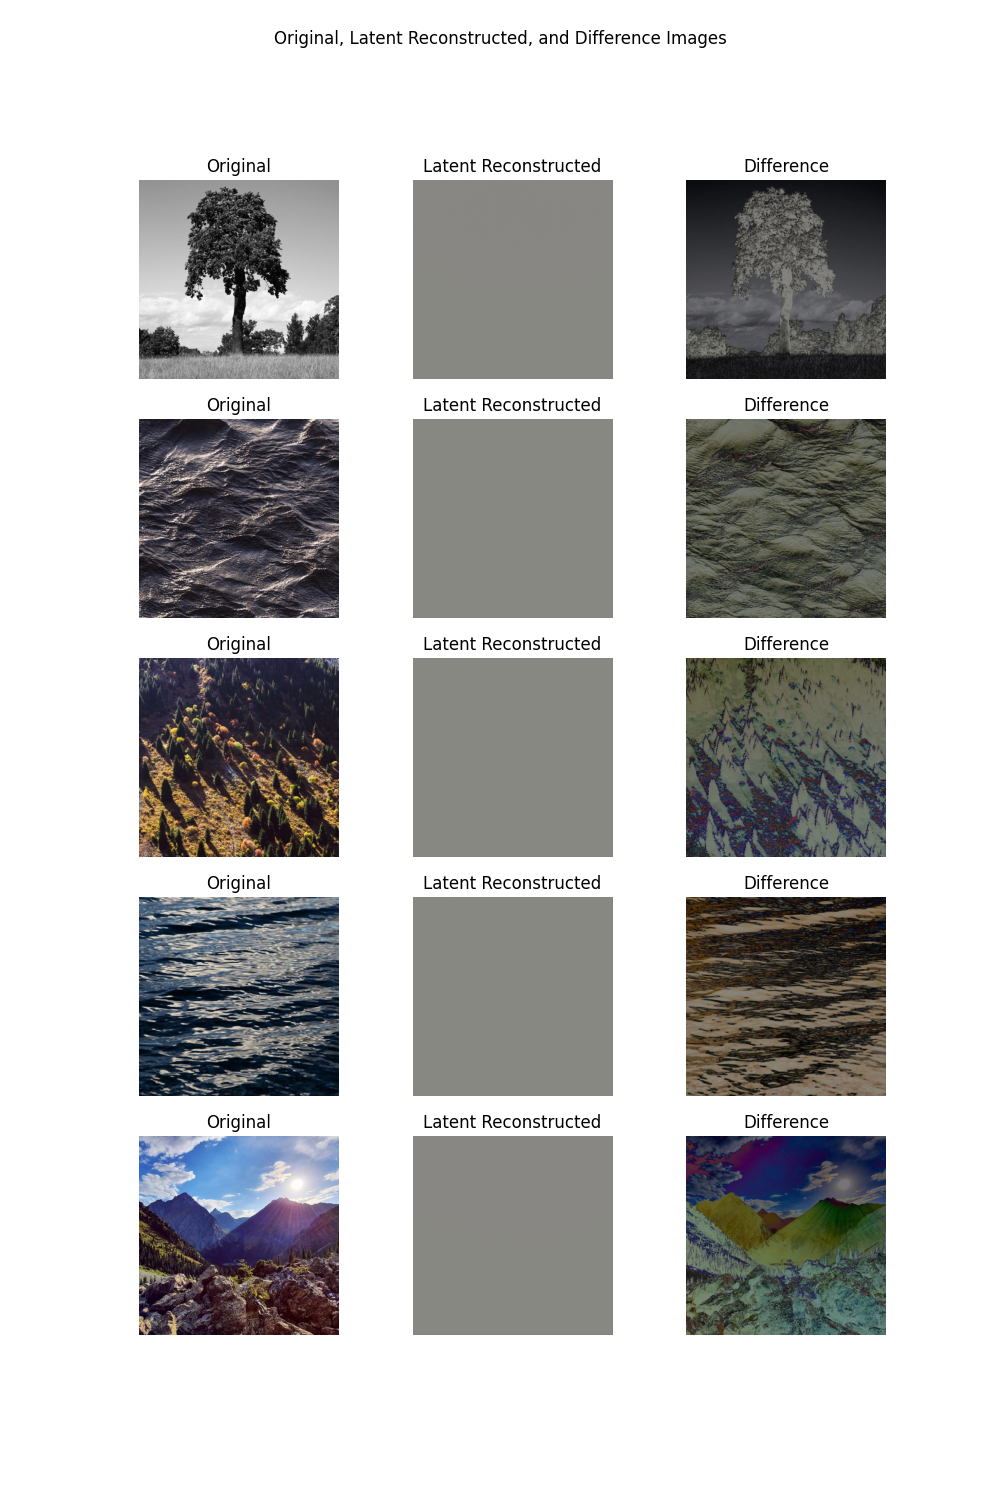 Original, Latent Reconstructed, and Difference Images
Original Latent Reconstructed Difference
Original Latent Reconstructed Difference
Original Latent Reconstructed Difference
Original Latent Reconstructed Difference
Original Latent Reconstructed Difference